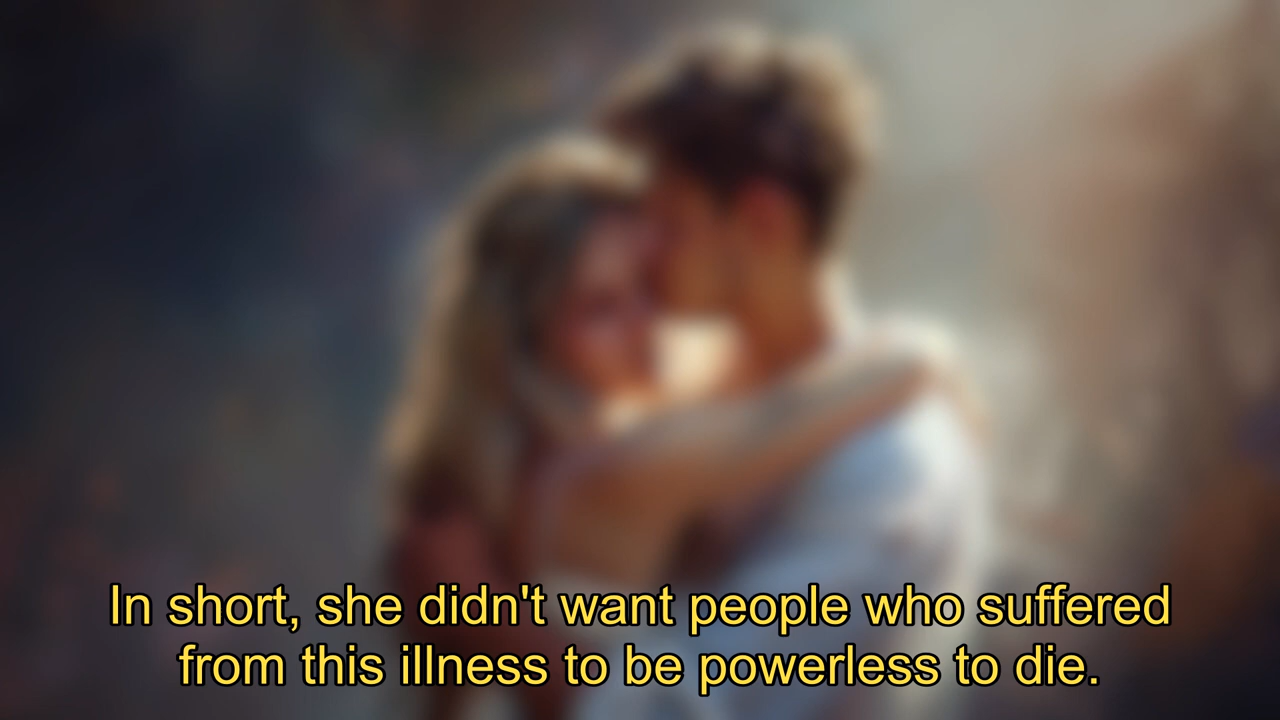 In short, she didn't want people who suffered
from this illness to be powerless to die.